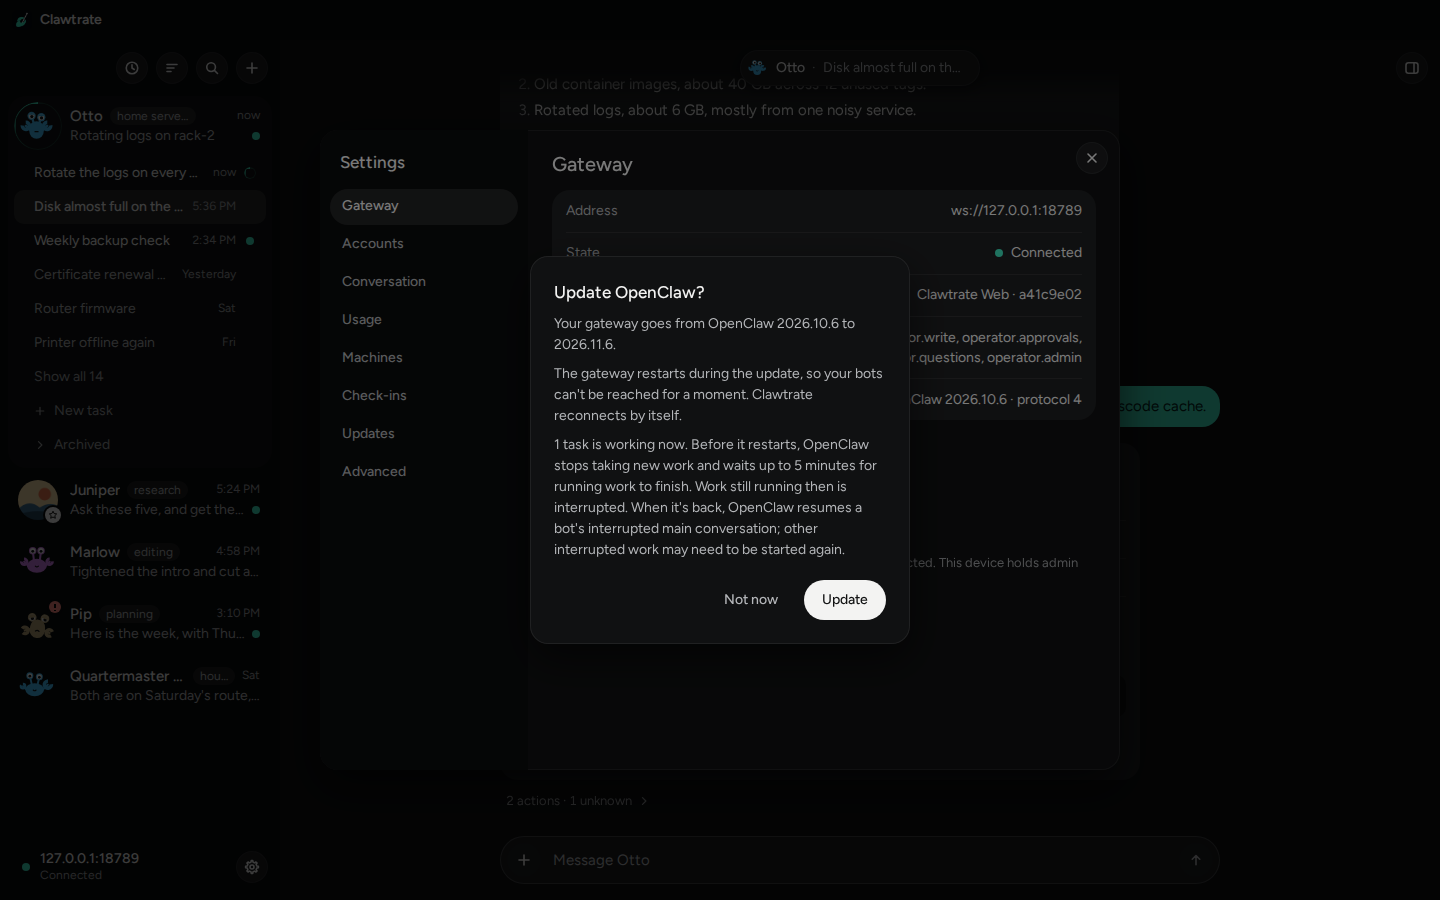 Clawtrate
Otto · Disk almost full on th...
Otto home serve... now
Rotating logs on rack-2
Rotate the logs on every ... now
Disk almost full on the ... 5:36 PM
Weekly backup check 2:34 PM
Certificate renewal ... Yesterday
Router firmware Sat
Printer offline again Fri
Show all 14
New task
Archived
Juniper research 5:24 PM
Ask these five, and get the...
Marlow editing 4:58 PM
Tightened the intro and cut a...
Pip planning 3:10 PM
Here is the week, with Thu...
Quartermaster ... hou... Sat
Both are on Saturday's route,...
127.0.0.1:18789
Connected
2. Old container images, about 40 GB across 12 unused tags.
3. Rotated logs, about 6 GB, mostly from one noisy service.
Settings
Gateway
Accounts
Conversation
Usage
Machines
Check-ins
Updates
Advanced
Gateway
Address ws://127.0.0.1:18789
State Connected
Clawtrate Web · a41c9e02
or.write, operator.approvals,
r.questions, operator.admin
Claw 2026.10.6 · protocol 4
scode cache.
cted. This device holds admin
Update OpenClaw?
Your gateway goes from OpenClaw 2026.10.6 to
2026.11.6.
The gateway restarts during the update, so your bots
can't be reached for a moment. Clawtrate
reconnects by itself.
1 task is working now. Before it restarts, OpenClaw
stops taking new work and waits up to 5 minutes for
running work to finish. Work still running then is
interrupted. When it's back, OpenClaw resumes a
bot's interrupted main conversation; other
interrupted work may need to be started again.
Not now
Update
2 actions · 1 unknown
Message Otto